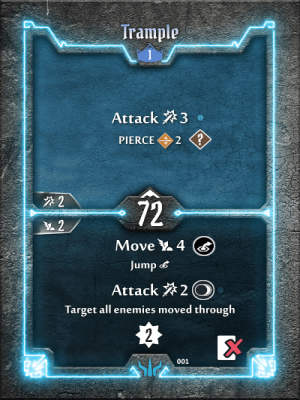 Trample
1
Attack 3
PIERCE 2 ?
2
72
2
Move 4
Jump
Attack 2
Target all enemies moved through
2
001